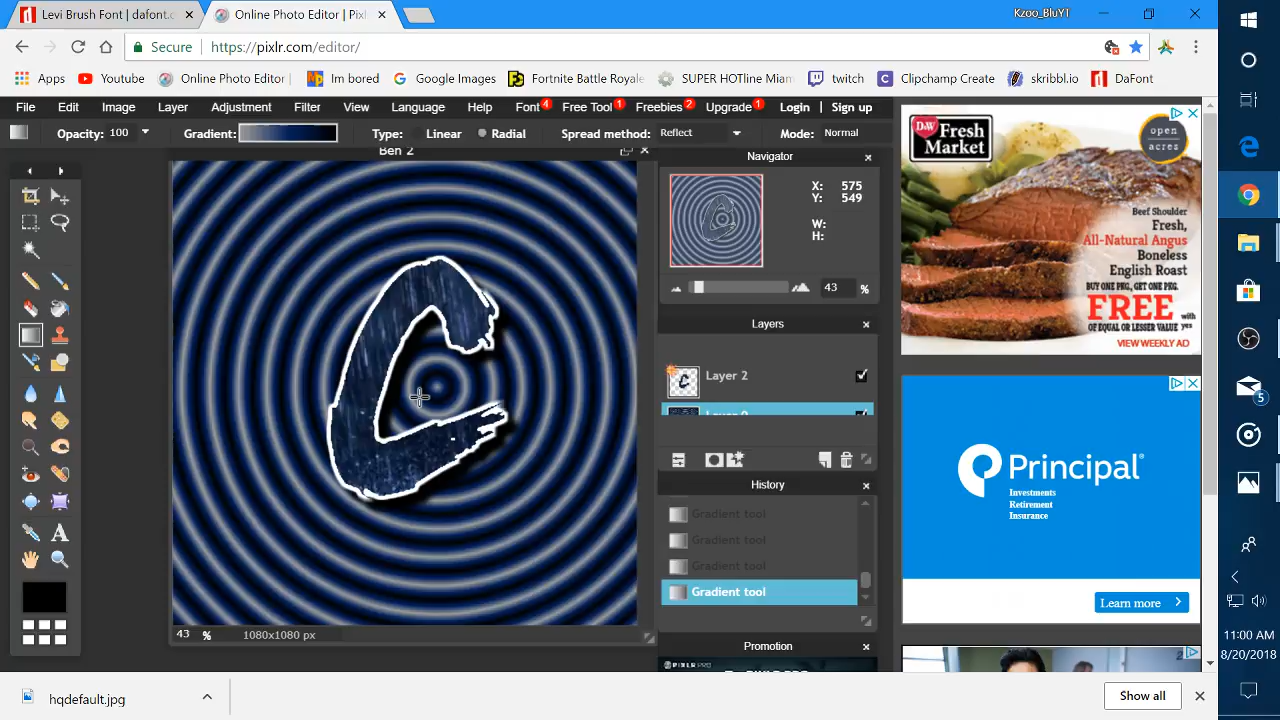 Levi Brush Font | dafont.c
Online Photo Editor | Pixl
Kzoo_BluYT
Secure
https://pixlr.com/editor/
Apps
Youtube
Online Photo Editor
Im bored
Google Images
Fortnite Battle Royale
SUPERHOTline Miam
twitch
Clipchamp Create
skribbl.io
DaFont
File
Edit
Image
Layer
Adjustment
Filter
View
Language
Help
Font 4
Free Tool 1
Freebies 2
Upgrade 1
Login
Sign up
Opacity: 100
Gradient:
Type:
Linear
Radial
Spread method: Reflect
Mode: Normal
Ben 2
43 %
1080x1080 px
Navigator
X: 575
Y: 549
W:
H:
43 %
Layers
Layer 2
History
Gradient tool
Gradient tool
Gradient tool
Gradient tool
Promotion
D&W
Fresh
Market
open
acres
Beef Shoulder
Fresh,
All-Natural Angus
Boneless
English Roast
BUY ONE PKG, GET ONE PKG.
FREE with yes
OF EQUAL OR LESSER VALUE
VIEW WEEKLY AD
Principal®
Investments
Retirement
Insurance
Learn more
hqdefault.jpg
Show all
5
11:00 AM
8/20/2018